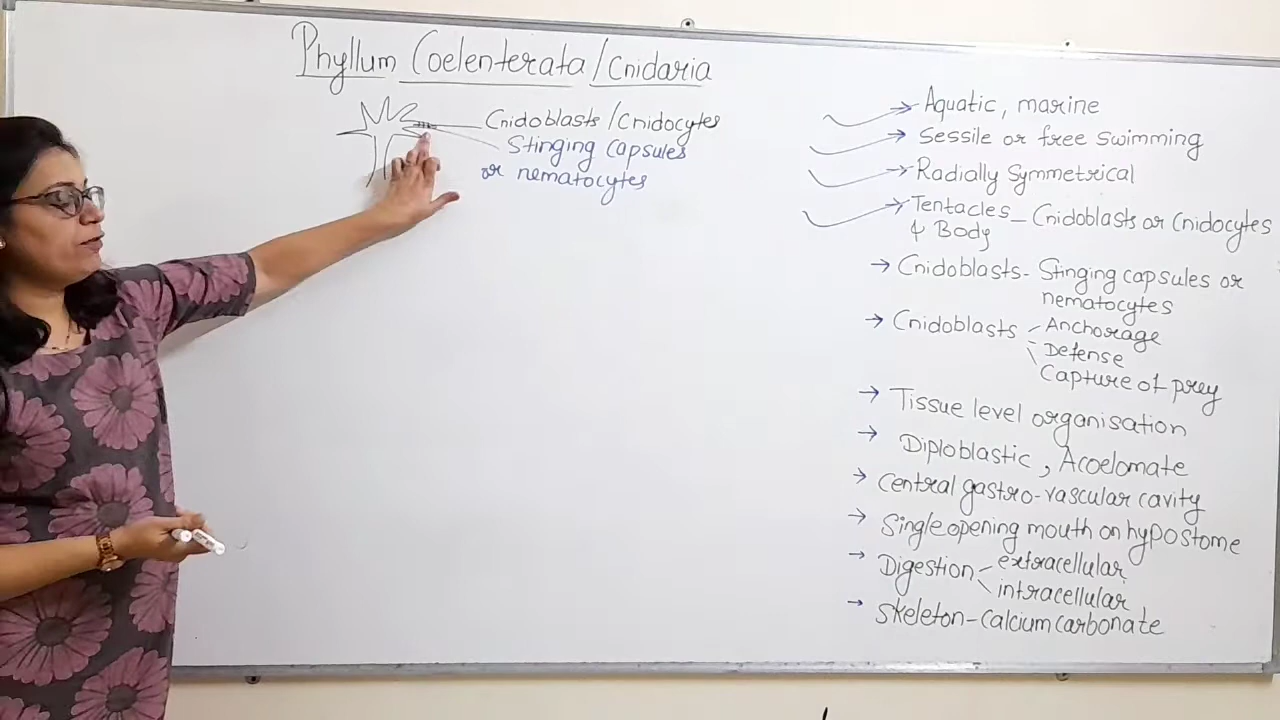 Phyllum Coelenterata/Cnidaria
Cnidoblasts/Cnidocytes
Stinging capsules
or nematocytes
→ Aquatic, marine
→ Sessile or free swimming
→ Radially Symmetrical
→ Tentacles – Cnidoblasts or Cnidocytes
& Body
→ Cnidoblasts - Stinging capsules or
nematocytes
→ Cnidoblasts - Anchorage
- Defense
Capture of prey
→ Tissue level organisation
→ Diploblastic, Acoelomate
→ Central gastro-vascular cavity
→ Single opening mouth on hypostome
→ Digestion - extracellular
intracellular
→ Skeleton - Calcium carbonate